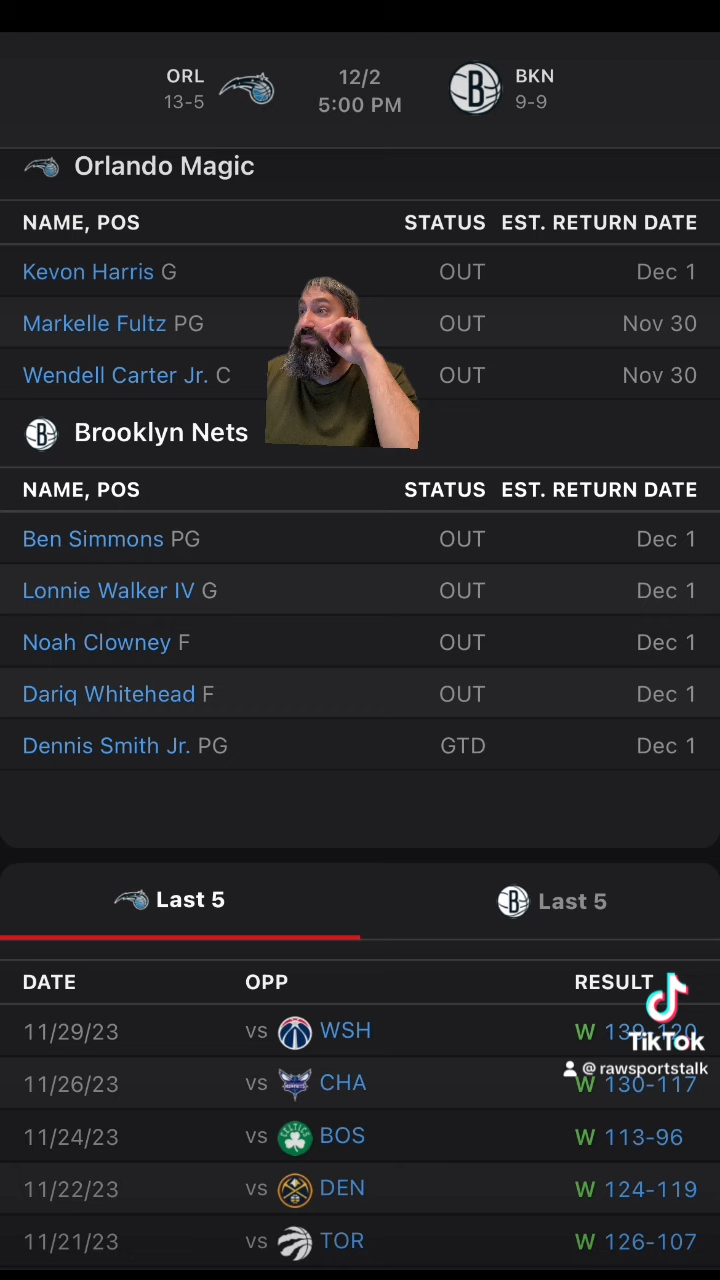 ORL 12/2 BKN
13-5 5:00 PM B 9-9
Orlando Magic
NAME, POS STATUS EST. RETURN DATE
Kevon Harris G OUT Dec 1
Markelle Fultz PG OUT Nov 30
Wendell Carter Jr. C OUT Nov 30
B Brooklyn Nets
NAME, POS STATUS EST. RETURN DATE
Ben Simmons PG OUT Dec 1
Lonnie Walker IV G OUT Dec 1
Noah Clowney F OUT Dec 1
Dariq Whitehead F OUT Dec 1
Dennis Smith Jr. PG GTD Dec 1
Last 5 B Last 5
DATE OPP RESULT
11/29/23 vs WSH W 139-120
TikTok
@rawsportstalk
11/26/23 vs CHA W 130-117
11/24/23 vs CELTICS BOS W 113-96
11/22/23 vs DEN W 124-119
11/21/23 vs TOR W 126-107